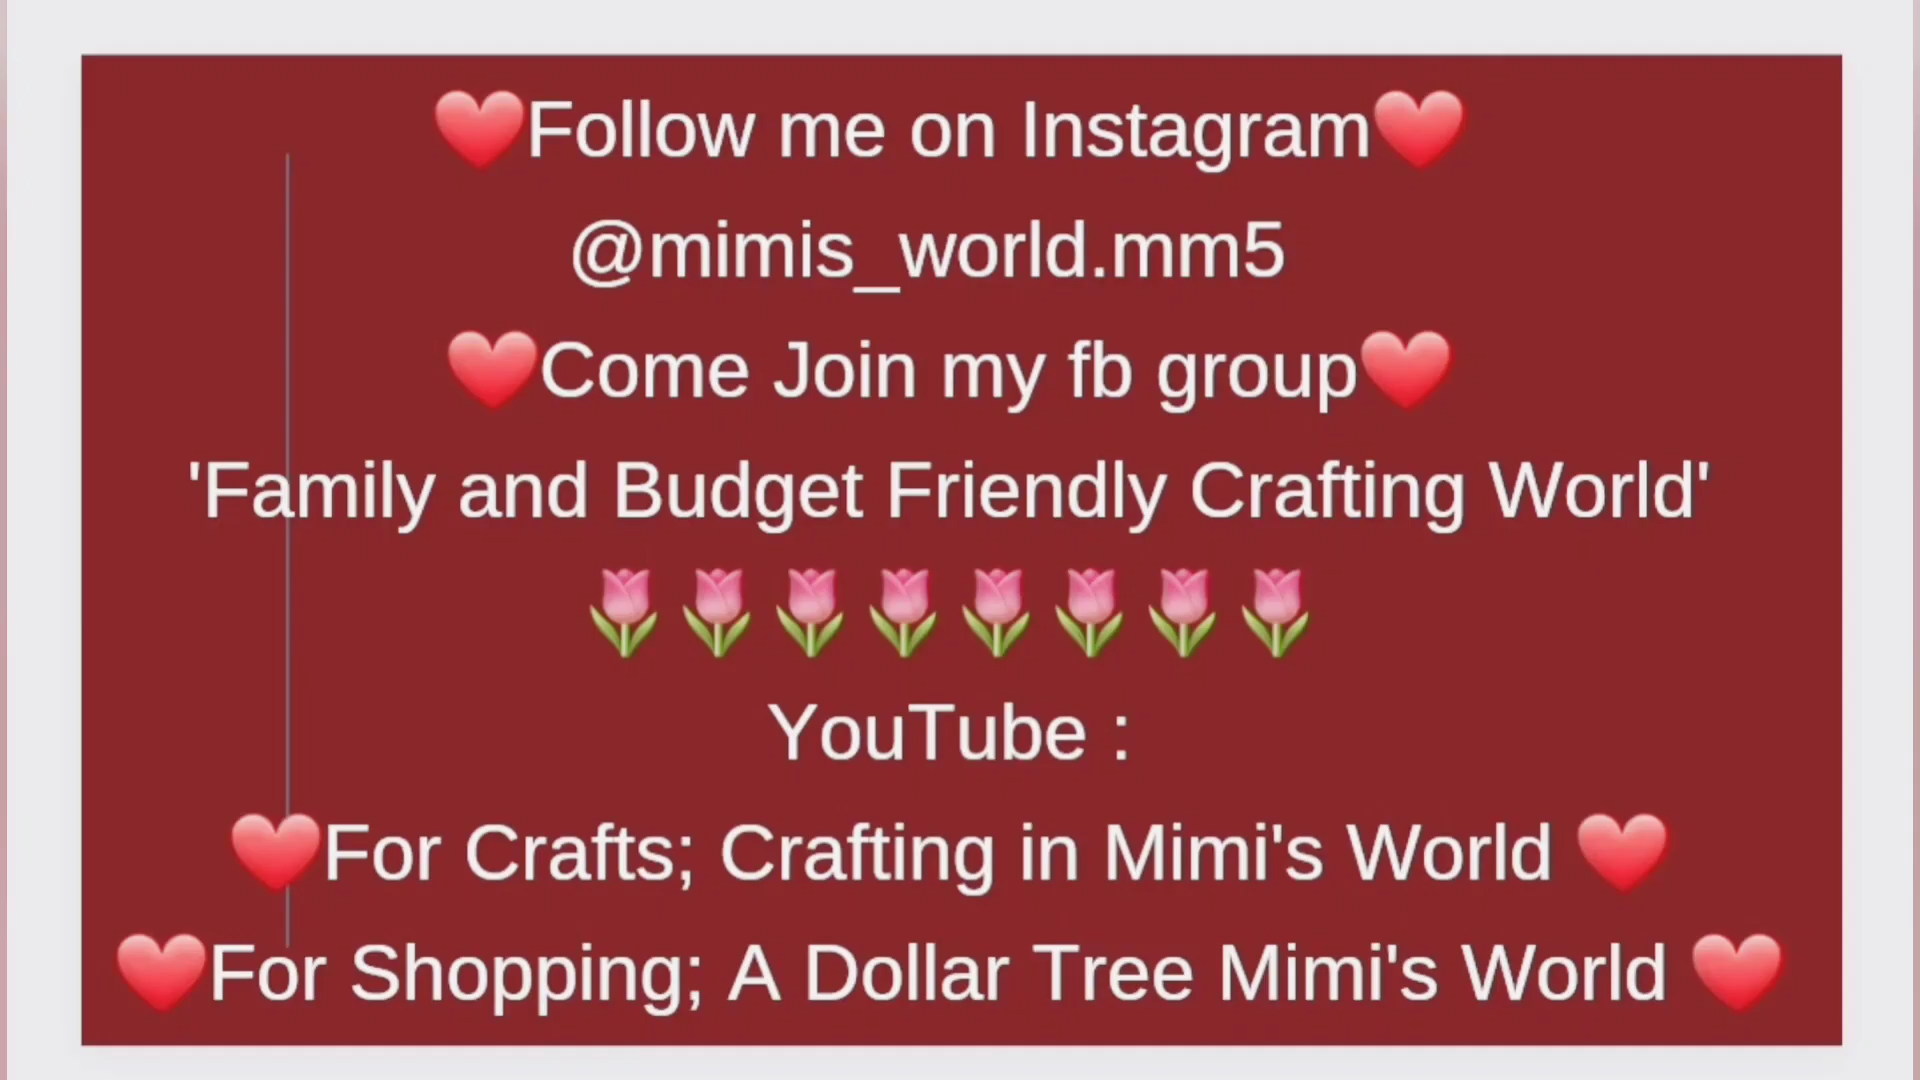 ❤️Follow me on Instagram❤️
@mimis_world.mm5
❤️Come Join my fb group❤️
'Family and Budget Friendly Crafting World'
🌷🌷🌷🌷🌷🌷🌷🌷
YouTube :
❤️For Crafts; Crafting in Mimi's World ❤️
❤️For Shopping; A Dollar Tree Mimi's World ❤️